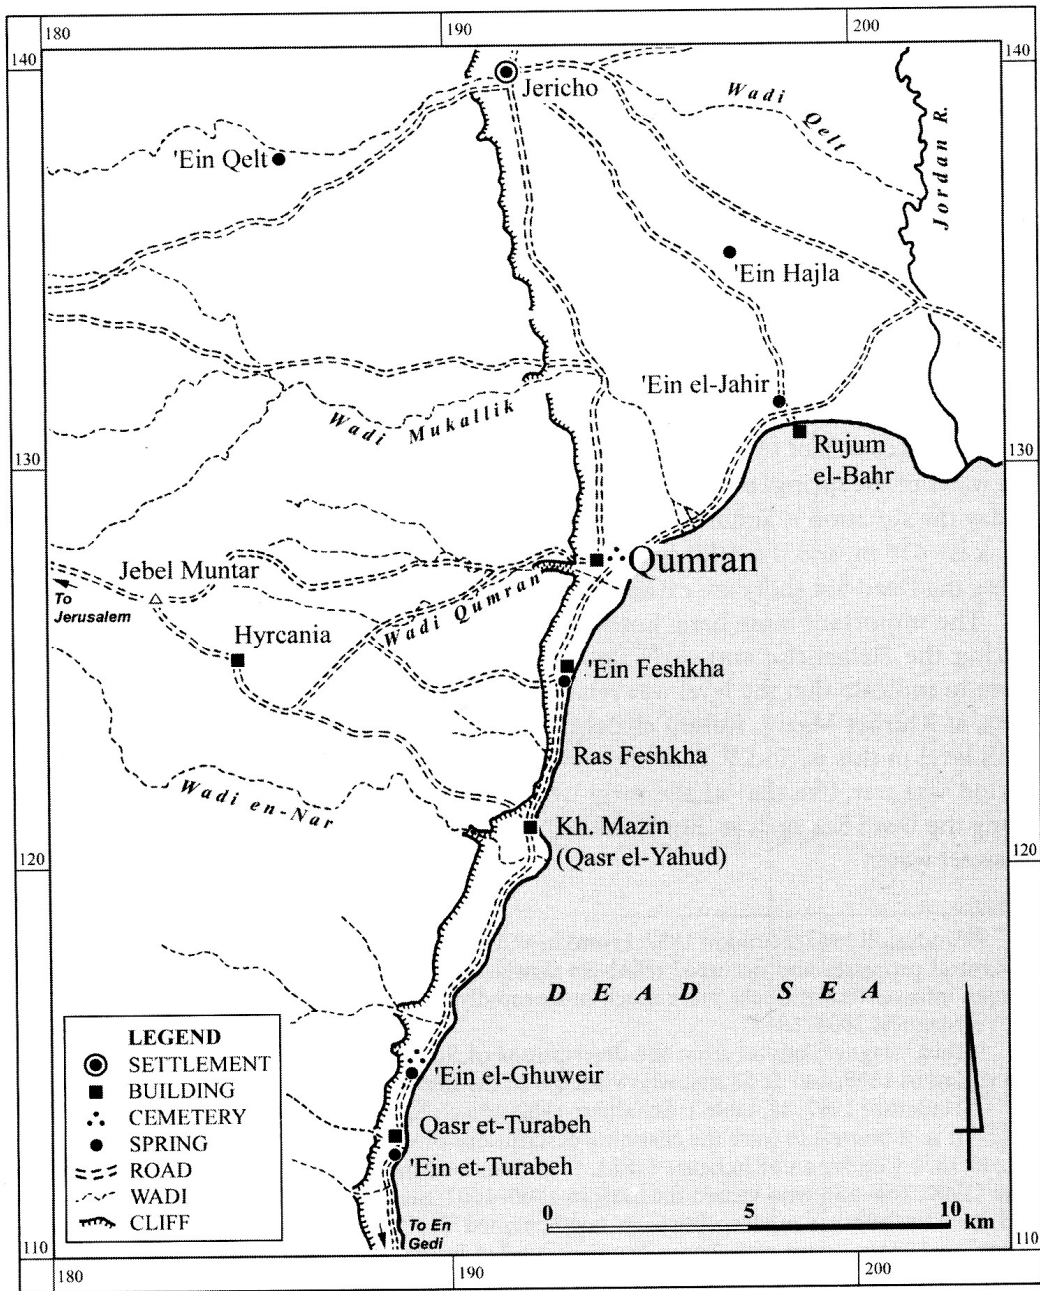 180
190
200
140
140
Jericho
Wadi Qelt
Jordan R.
'Ein Qelt
'Ein Hajla
'Ein el-Jahir
Wadi Mukallik
Rujum
el-Bahr
130
130
Qumran
Jebel Muntar
To
Jerusalem
Wadi Qumran
Hyrcania
'Ein Feshkha
Ras Feshkha
Wadi en-Nar
Kh. Mazin
(Qasr el-Yahud)
120
120
DEAD SEA
LEGEND
SETTLEMENT
BUILDING
CEMETERY
SPRING
ROAD
WADI
CLIFF
'Ein el-Ghuweir
Qasr et-Turabeh
'Ein et-Turabeh
To En
Gedi
0 5 10 km
110
110
180
190
200